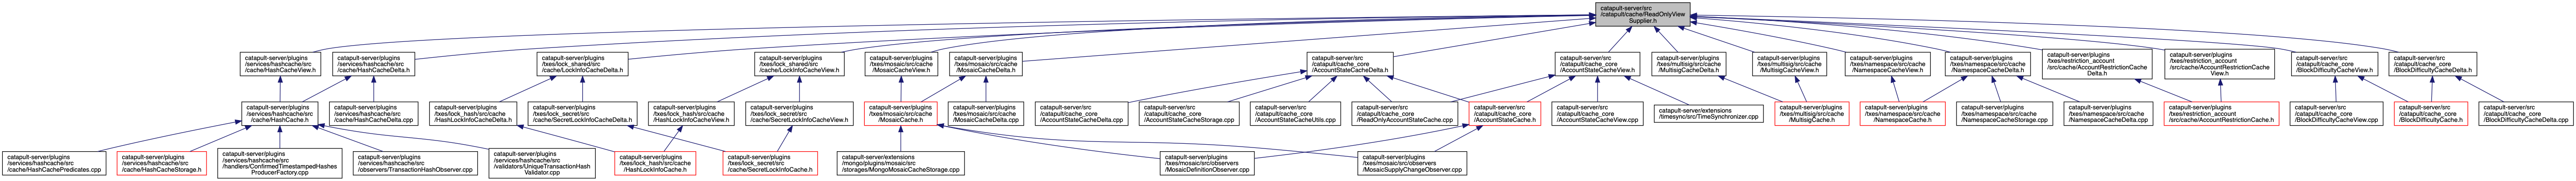 catapult-server/src
/catapult/cache/ReadOnlyView
Supplier.h
catapult-server/plugins
/services/hashcache/src
/cache/HashCacheView.h
catapult-server/plugins
/services/hashcache/src
/cache/HashCacheDelta.h
catapult-server/plugins
/txes/lock_shared/src
/cache/LockInfoCacheDelta.h
catapult-server/plugins
/txes/lock_shared/src
/cache/LockInfoCacheView.h
catapult-server/plugins
/txes/mosaic/src/cache
/MosaicCacheView.h
catapult-server/plugins
/txes/mosaic/src/cache
/MosaicCacheDelta.h
catapult-server/src
/catapult/cache_core
/AccountStateCacheDelta.h
catapult-server/src
/catapult/cache_core
/AccountStateCacheView.h
catapult-server/plugins
/txes/multisig/src/cache
/MultisigCacheDelta.h
catapult-server/plugins
/txes/multisig/src/cache
/MultisigCacheView.h
catapult-server/plugins
/txes/namespace/src/cache
/NamespaceCacheView.h
catapult-server/plugins
/txes/namespace/src/cache
/NamespaceCacheDelta.h
catapult-server/plugins
/txes/restriction_account
/src/cache/AccountRestrictionCache
Delta.h
catapult-server/plugins
/txes/restriction_account
/src/cache/AccountRestrictionCache
View.h
catapult-server/src
/catapult/cache_core
/BlockDifficultyCacheView.h
catapult-server/src
/catapult/cache_core
/BlockDifficultyCacheDelta.h
catapult-server/plugins
/services/hashcache/src
/cache/HashCache.h
catapult-server/plugins
/services/hashcache/src
/cache/HashCacheDelta.cpp
catapult-server/plugins
/txes/lock_hash/src/cache
/HashLockInfoCacheDelta.h
catapult-server/plugins
/txes/lock_secret/src
/cache/SecretLockInfoCacheDelta.h
catapult-server/plugins
/txes/lock_hash/src/cache
/HashLockInfoCacheView.h
catapult-server/plugins
/txes/lock_secret/src
/cache/SecretLockInfoCacheView.h
catapult-server/plugins
/txes/mosaic/src/cache
/MosaicCache.h
catapult-server/plugins
/txes/mosaic/src/cache
/MosaicCacheDelta.cpp
catapult-server/src
/catapult/cache_core
/AccountStateCacheDelta.cpp
catapult-server/src
/catapult/cache_core
/AccountStateCacheStorage.cpp
catapult-server/src
/catapult/cache_core
/AccountStateCacheUtils.cpp
catapult-server/src
/catapult/cache_core
/ReadOnlyAccountStateCache.cpp
catapult-server/src
/catapult/cache_core
/AccountStateCache.h
catapult-server/src
/catapult/cache_core
/AccountStateCacheView.cpp
catapult-server/extensions
/timesync/src/TimeSynchronizer.cpp
catapult-server/plugins
/txes/multisig/src/cache
/MultisigCache.h
catapult-server/plugins
/txes/namespace/src/cache
/NamespaceCache.h
catapult-server/plugins
/txes/namespace/src/cache
/NamespaceCacheStorage.cpp
catapult-server/plugins
/txes/namespace/src/cache
/NamespaceCacheDelta.cpp
catapult-server/plugins
/txes/restriction_account
/src/cache/AccountRestrictionCache.h
catapult-server/src
/catapult/cache_core
/BlockDifficultyCacheView.cpp
catapult-server/src
/catapult/cache_core
/BlockDifficultyCache.h
catapult-server/src
/catapult/cache_core
/BlockDifficultyCacheDelta.cpp
catapult-server/plugins
/services/hashcache/src
/cache/HashCachePredicates.cpp
catapult-server/plugins
/services/hashcache/src
/cache/HashCacheStorage.h
catapult-server/plugins
/services/hashcache/src
/handlers/ConfirmedTimestampedHashes
ProducerFactory.cpp
catapult-server/plugins
/services/hashcache/src
/observers/TransactionHashObserver.cpp
catapult-server/plugins
/services/hashcache/src
/validators/UniqueTransactionHash
Validator.cpp
catapult-server/plugins
/txes/lock_hash/src/cache
/HashLockInfoCache.h
catapult-server/plugins
/txes/lock_secret/src
/cache/SecretLockInfoCache.h
catapult-server/extensions
/mongo/plugins/mosaic/src
/storages/MongoMosaicCacheStorage.cpp
catapult-server/plugins
/txes/mosaic/src/observers
/MosaicDefinitionObserver.cpp
catapult-server/plugins
/txes/mosaic/src/observers
/MosaicSupplyChangeObserver.cpp